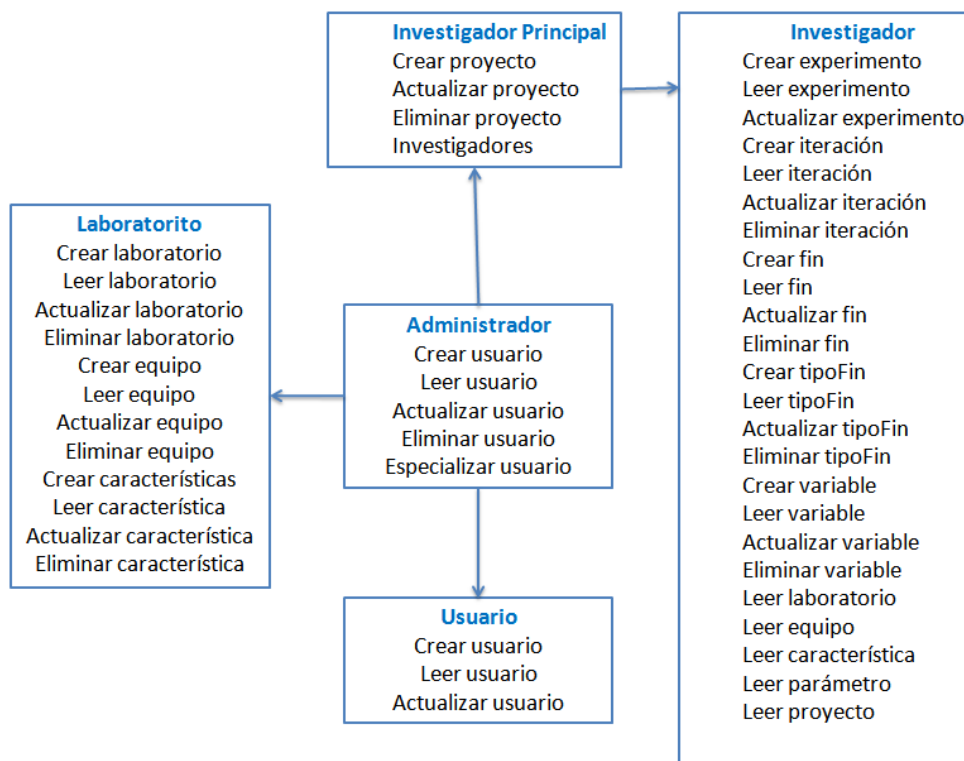 Investigador Principal
Crear proyecto
Actualizar proyecto
Eliminar proyecto
Investigadores
Investigador
Crear experimento
Leer experimento
Actualizar experimento
Crear iteración
Leer iteración
Actualizar iteración
Eliminar iteración
Crear fin
Leer fin
Actualizar fin
Eliminar fin
Crear tipoFin
Leer tipoFin
Actualizar tipoFin
Eliminar tipoFin
Crear variable
Leer variable
Actualizar variable
Eliminar variable
Leer laboratorio
Leer equipo
Leer característica
Leer parámetro
Leer proyecto
Laboratorito
Crear laboratorio
Leer laboratorio
Actualizar laboratorio
Eliminar laboratorio
Crear equipo
Leer equipo
Actualizar equipo
Eliminar equipo
Crear características
Leer característica
Actualizar característica
Eliminar característica
Administrador
Crear usuario
Leer usuario
Actualizar usuario
Eliminar usuario
Especializar usuario
Usuario
Crear usuario
Leer usuario
Actualizar usuario